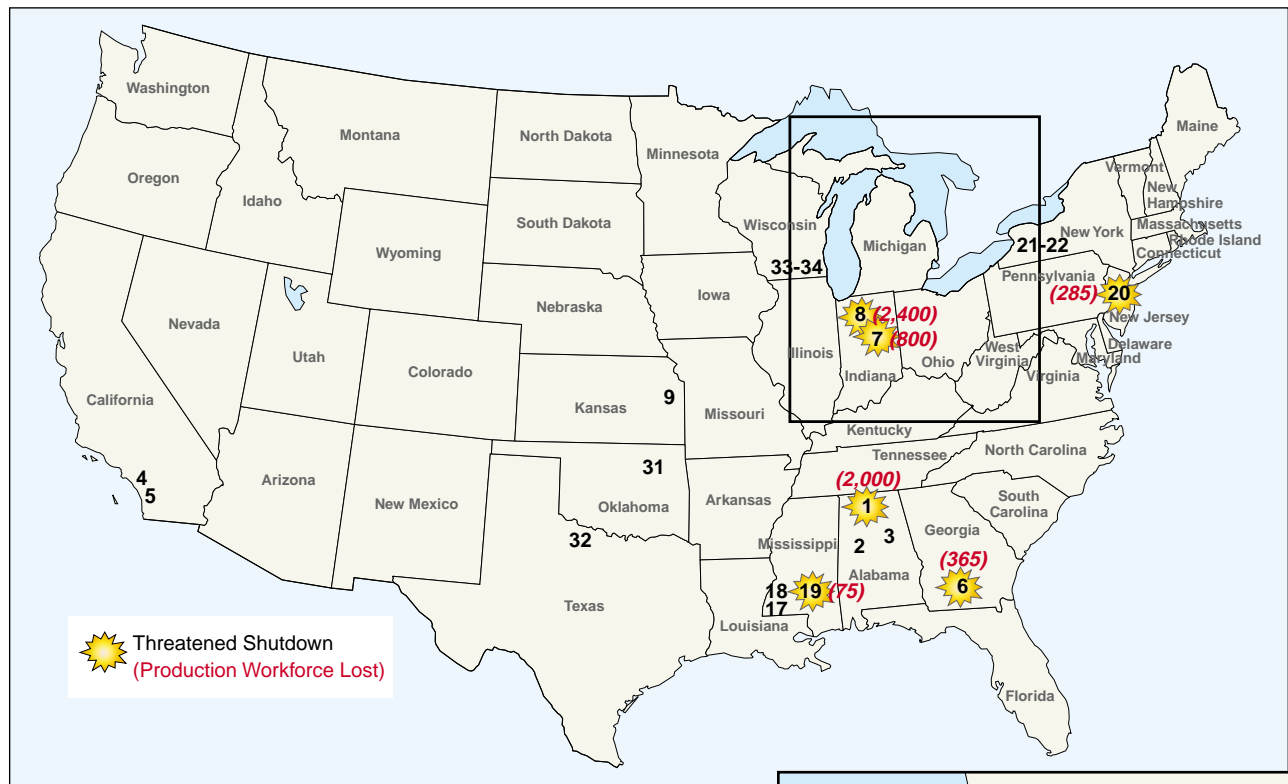 Washington
Montana
North Dakota
Minnesota
Maine
Oregon
Idaho
South Dakota
Wisconsin
Michigan
Vermont
New
Hampshire
Wyoming
New York
Massachusetts
Rhode Island
Connecticut
21-22
33-34
Pennsylvania
(285) 20
Nebraska
Iowa
8 (2,400)
New Jersey
Nevada
Utah
7 (800)
Illinois
Indiana
Ohio
West
Virginia
Delaware
Maryland
Virginia
Colorado
California
Kansas
9
Missouri
Kentucky
Tennessee
North Carolina
4
5
Arizona
New Mexico
31
Oklahoma
Arkansas
(2,000)
1
South
Carolina
32
Mississippi
2
3
Georgia
(365)
6
Alabama
18
17
19 (75)
Texas
Louisiana
Florida
Threatened Shutdown
(Production Workforce Lost)